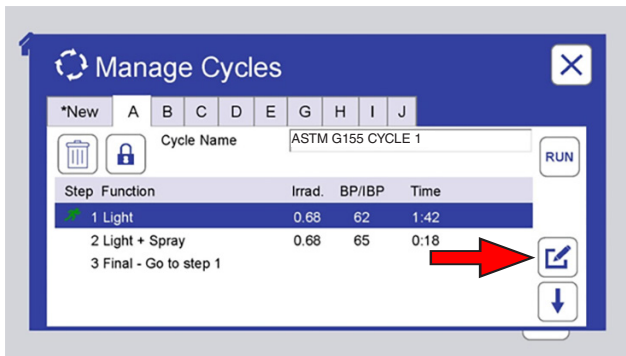 Manage Cycles
*New A B C D E G H I J
Cycle Name ASTM G155 CYCLE 1
RUN
Step Function Irrad. BP/IBP Time
1 Light 0.68 62 1:42
2 Light + Spray 0.68 65 0:18
3 Final - Go to step 1